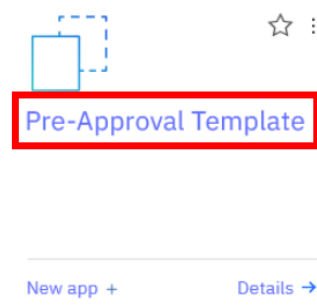 Pre-Approval Template
New app +
Details →